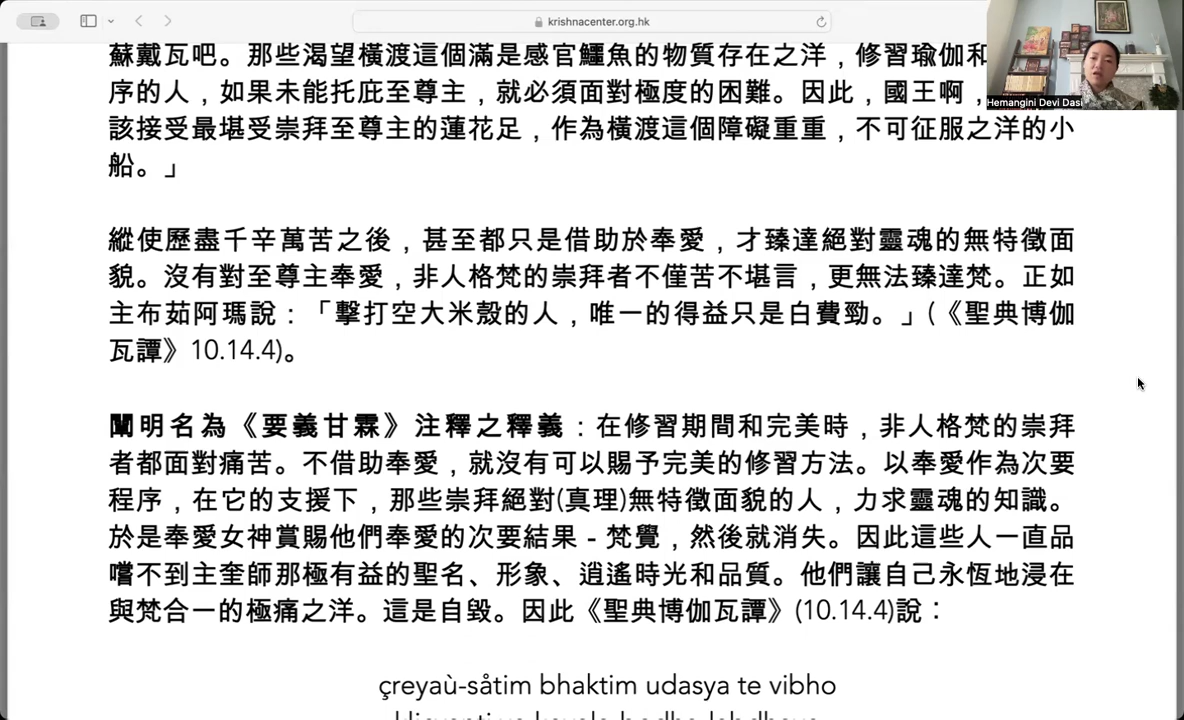 krishnacenter.org.hk
蘇戴瓦吧。那些渴望橫渡這個滿是感官鱷魚的物質存在之洋，修習瑜伽和
序的人，如果未能托庇至尊主，就必須面對極度的困難。因此，國王啊，
Hemangini Devi Dasi
該接受最堪受崇拜至尊主的蓮花足，作為橫渡這個障礙重重，不可征服之洋的小
船。」
縱使歷盡千辛萬苦之後，甚至都只是借助於奉愛，才臻達絕對靈魂的無特徵面
貌。沒有對至尊主奉愛，非人格梵的崇拜者不僅苦不堪言，更無法臻達梵。正如
主布茹阿瑪說：「擊打空大米殼的人，唯一的得益只是白費勁。」(《聖典博伽
瓦譚》10.14.4)。
闡明名為《要義甘霖》注釋之釋義：在修習期間和完美時，非人格梵的崇拜
者都面對痛苦。不借助奉愛，就沒有可以賜予完美的修習方法。以奉愛作為次要
程序，在它的支援下，那些崇拜絕對(真理)無特徵面貌的人，力求靈魂的知識。
於是奉愛女神賞賜他們奉愛的次要結果－梵覺，然後就消失。因此這些人一直品
嚐不到主奎師那極有益的聖名、形象、逍遙時光和品質。他們讓自己永恆地浸在
與梵合一的極痛之洋。這是自毀。因此《聖典博伽瓦譚》(10.14.4)說：
çreyaù-såtim bhaktim udasya te vibho